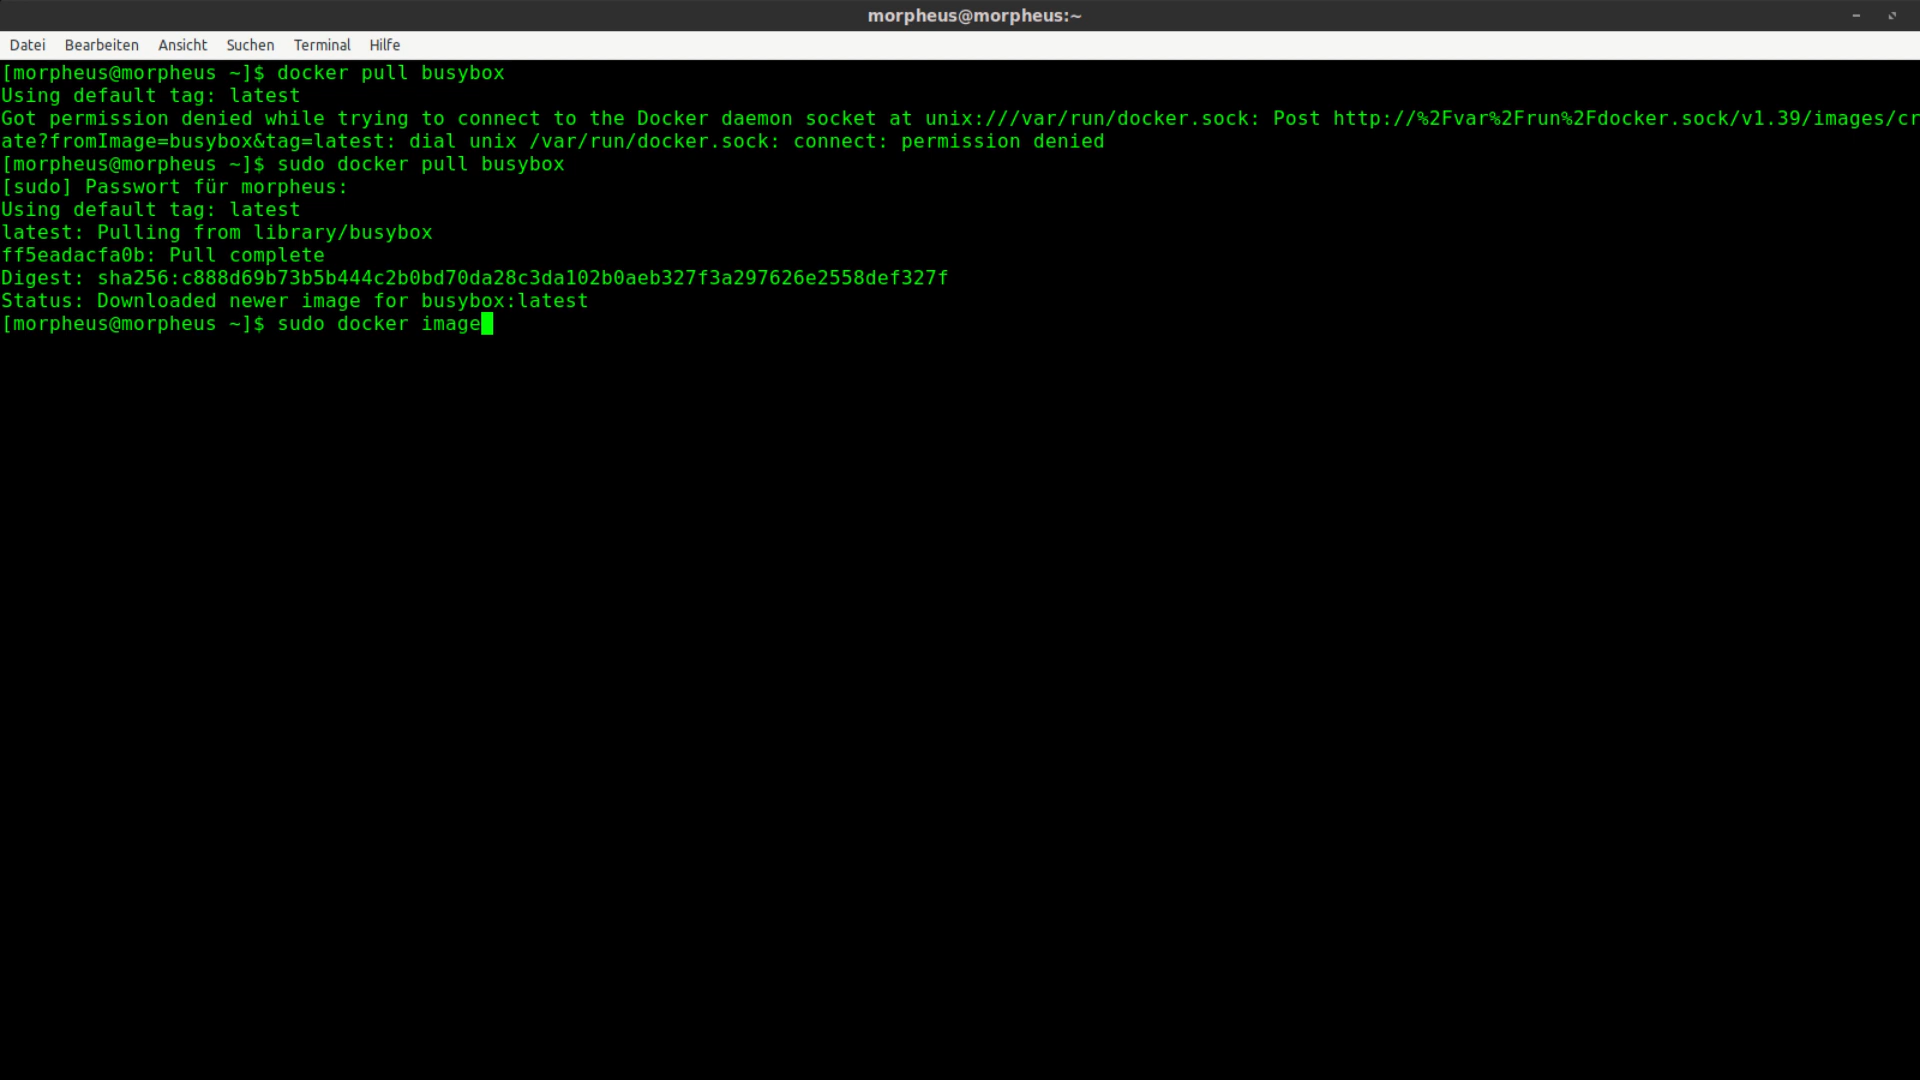 morpheus@morpheus:~
Datei Bearbeiten Ansicht Suchen Terminal Hilfe
[morpheus@morpheus ~]$ docker pull busybox
Using default tag: latest
Got permission denied while trying to connect to the Docker daemon socket at unix:///var/run/docker.sock: Post http://%2Fvar%2Frun%2Fdocker.sock/v1.39/images/cr
ate?fromImage=busybox&tag=latest: dial unix /var/run/docker.sock: connect: permission denied
[morpheus@morpheus ~]$ sudo docker pull busybox
[sudo] Passwort für morpheus:
Using default tag: latest
latest: Pulling from library/busybox
ff5eadacfa0b: Pull complete
Digest: sha256:c888d69b73b5b444c2b0bd70da28c3da102b0aeb327f3a297626e2558def327f
Status: Downloaded newer image for busybox:latest
[morpheus@morpheus ~]$ sudo docker image